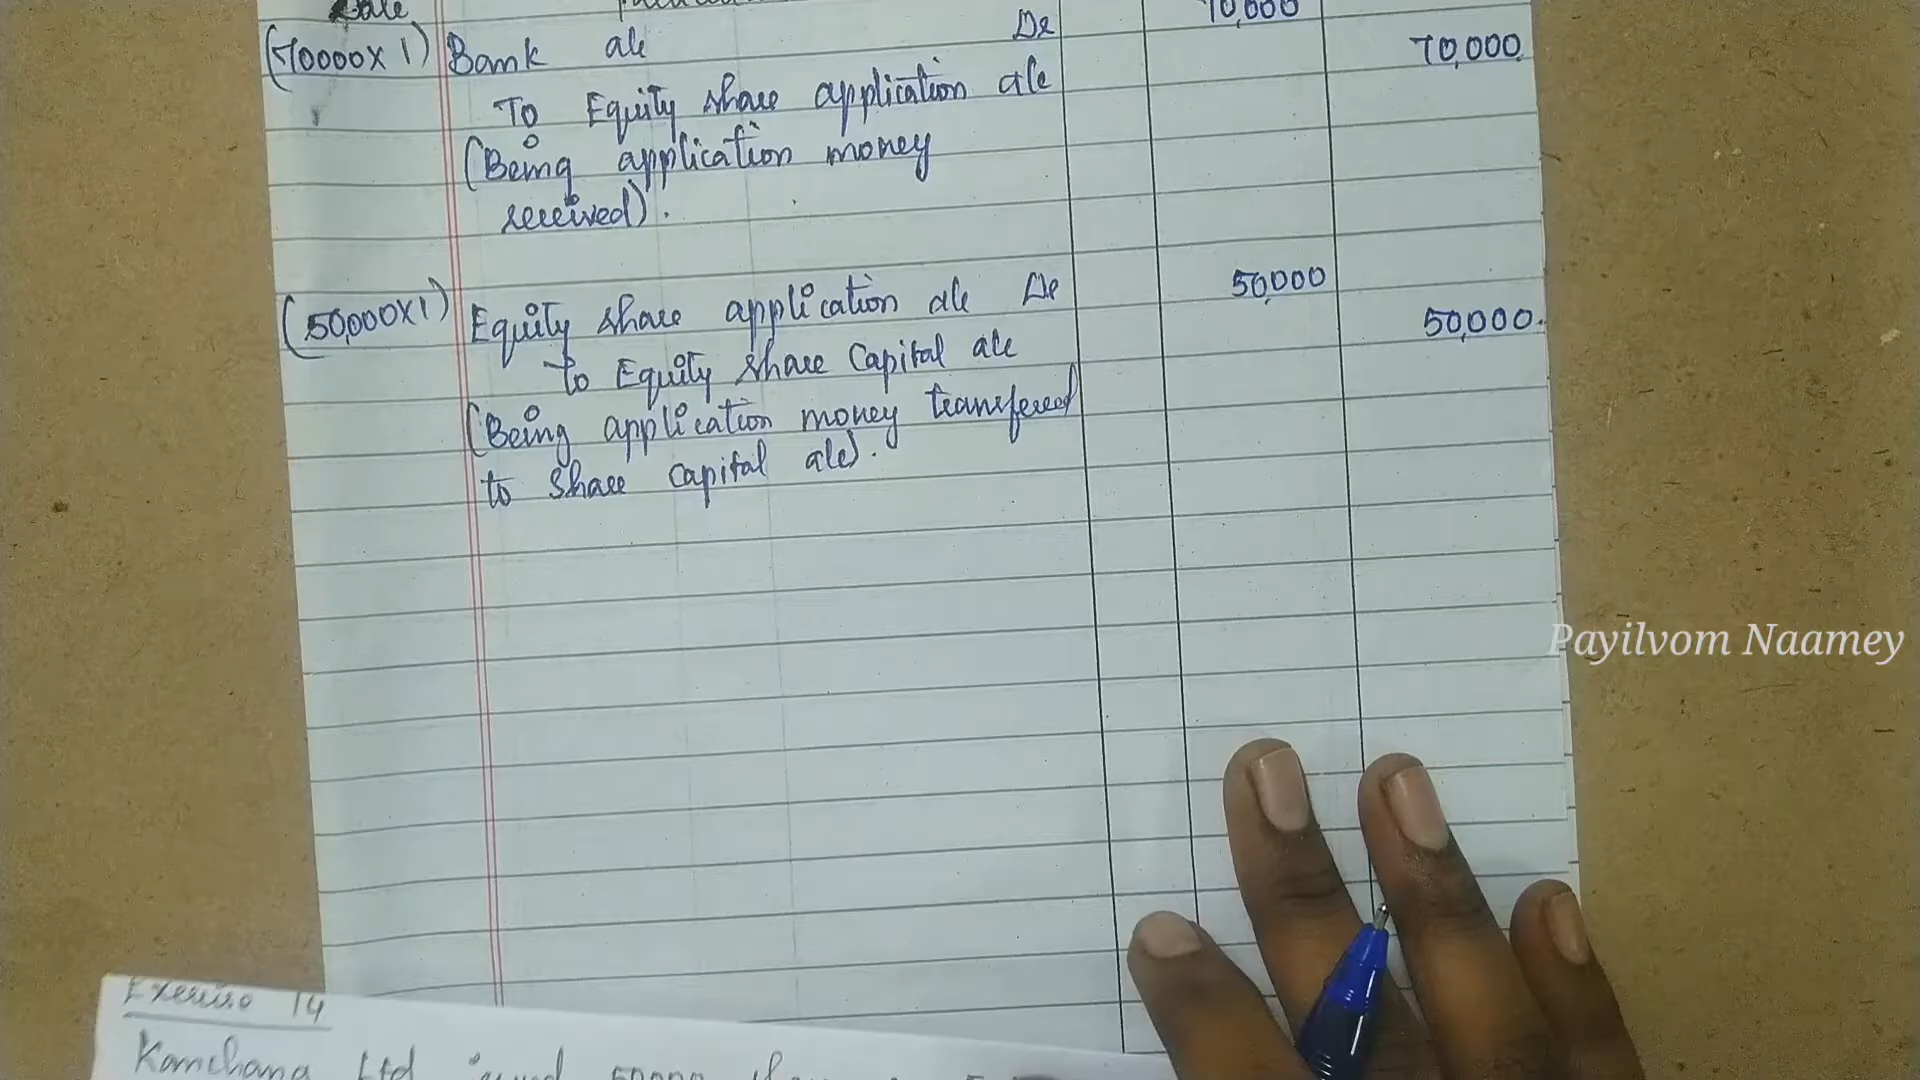 Date
(70000x1) Bank a/c Dr 70,000
70,000.
To Equity share application a/c
(Being application money
received).
(50,000x1) Equity share application a/c Dr 50,000
50,000.
to Equity share Capital a/c
(Being application money transfered
to share capital a/c).
Payilvom Naamey
Exercise 14
Kanchana Ltd 50000